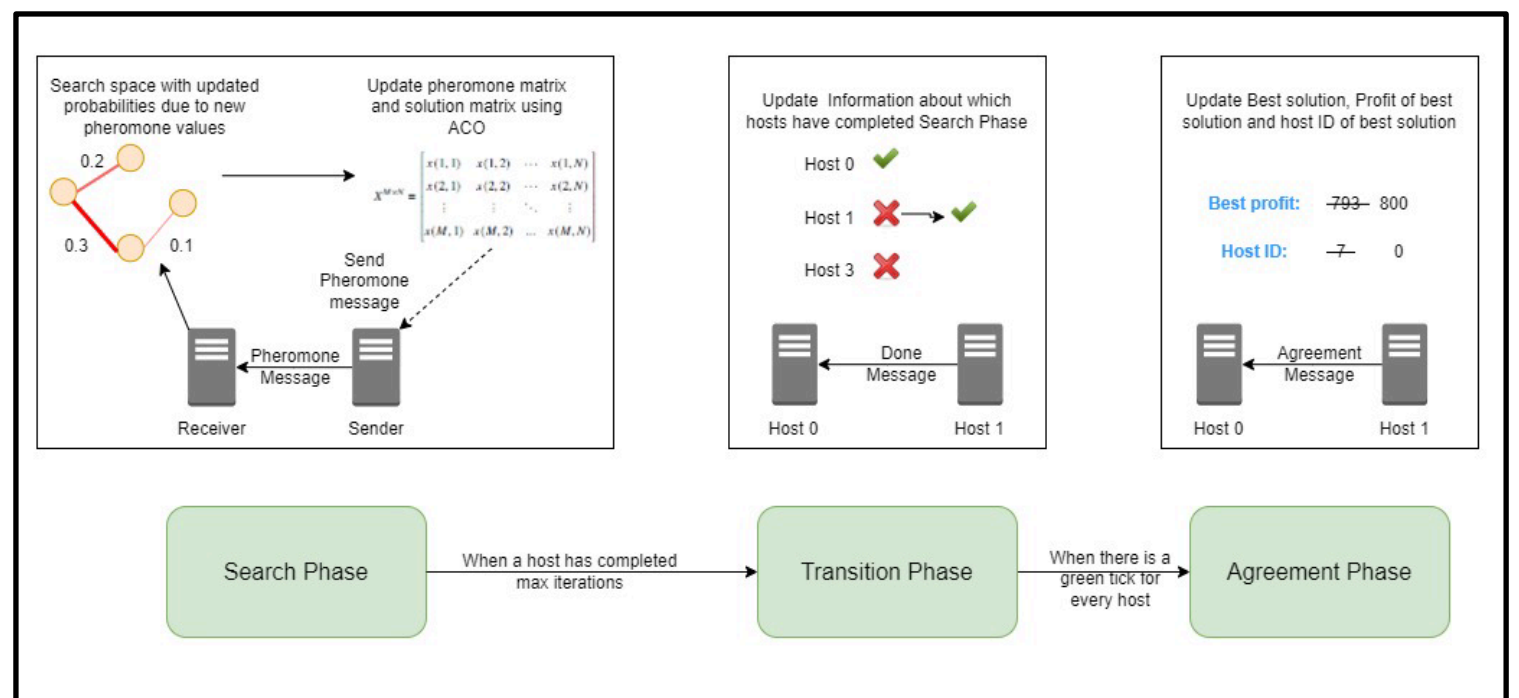 Search space with updated
probabilities due to new
pheromone values
0.2
0.3
0.1
Update pheromone matrix
and solution matrix using
ACO
X^{M×N} =
x(1, 1) x(1, 2) ⋯ x(1, N)
x(2, 1) x(2, 2) ⋯ x(2, N)
⋮ ⋮ ⋱ ⋮
x(M, 1) x(M, 2) ... x(M, N)
Send
Pheromone
message
Pheromone
Message
Receiver
Sender
Update Information about which
hosts have completed Search Phase
Host 0
Host 1
Host 3
Done
Message
Host 0
Host 1
Update Best solution, Profit of best
solution and host ID of best solution
Best profit: 793 800
Host ID: 7 0
Agreement
Message
Host 0
Host 1
Search Phase
When a host has completed
max iterations
Transition Phase
When there is a
green tick for
every host
Agreement Phase